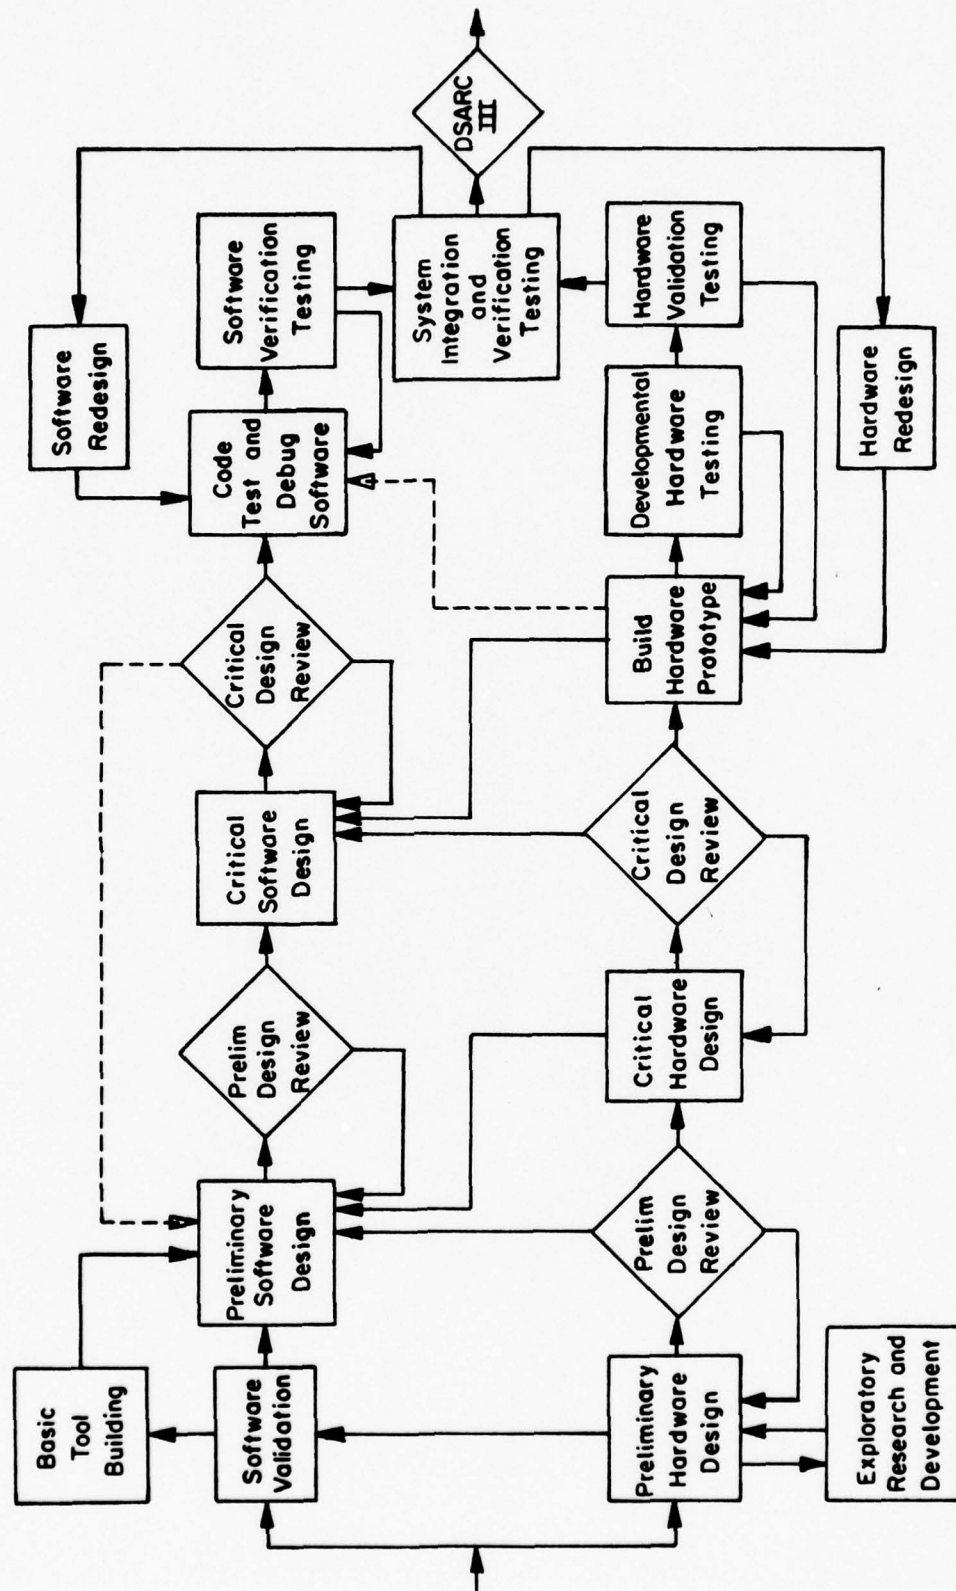 Basic
Tool
Building
Software
Redesign
Software
Validation
Preliminary
Software
Design
Prelim
Design
Review
Critical
Software
Design
Critical
Design
Review
Code
Test and
Debug
Software
Software
Verification
Testing
System
Integration
and
Verification
Testing
DSARC
III
Preliminary
Hardware
Design
Prelim
Design
Review
Critical
Hardware
Design
Critical
Design
Review
Build
Hardware
Prototype
Developmental
Hardware
Testing
Hardware
Validation
Testing
Exploratory
Research and
Development
Hardware
Redesign